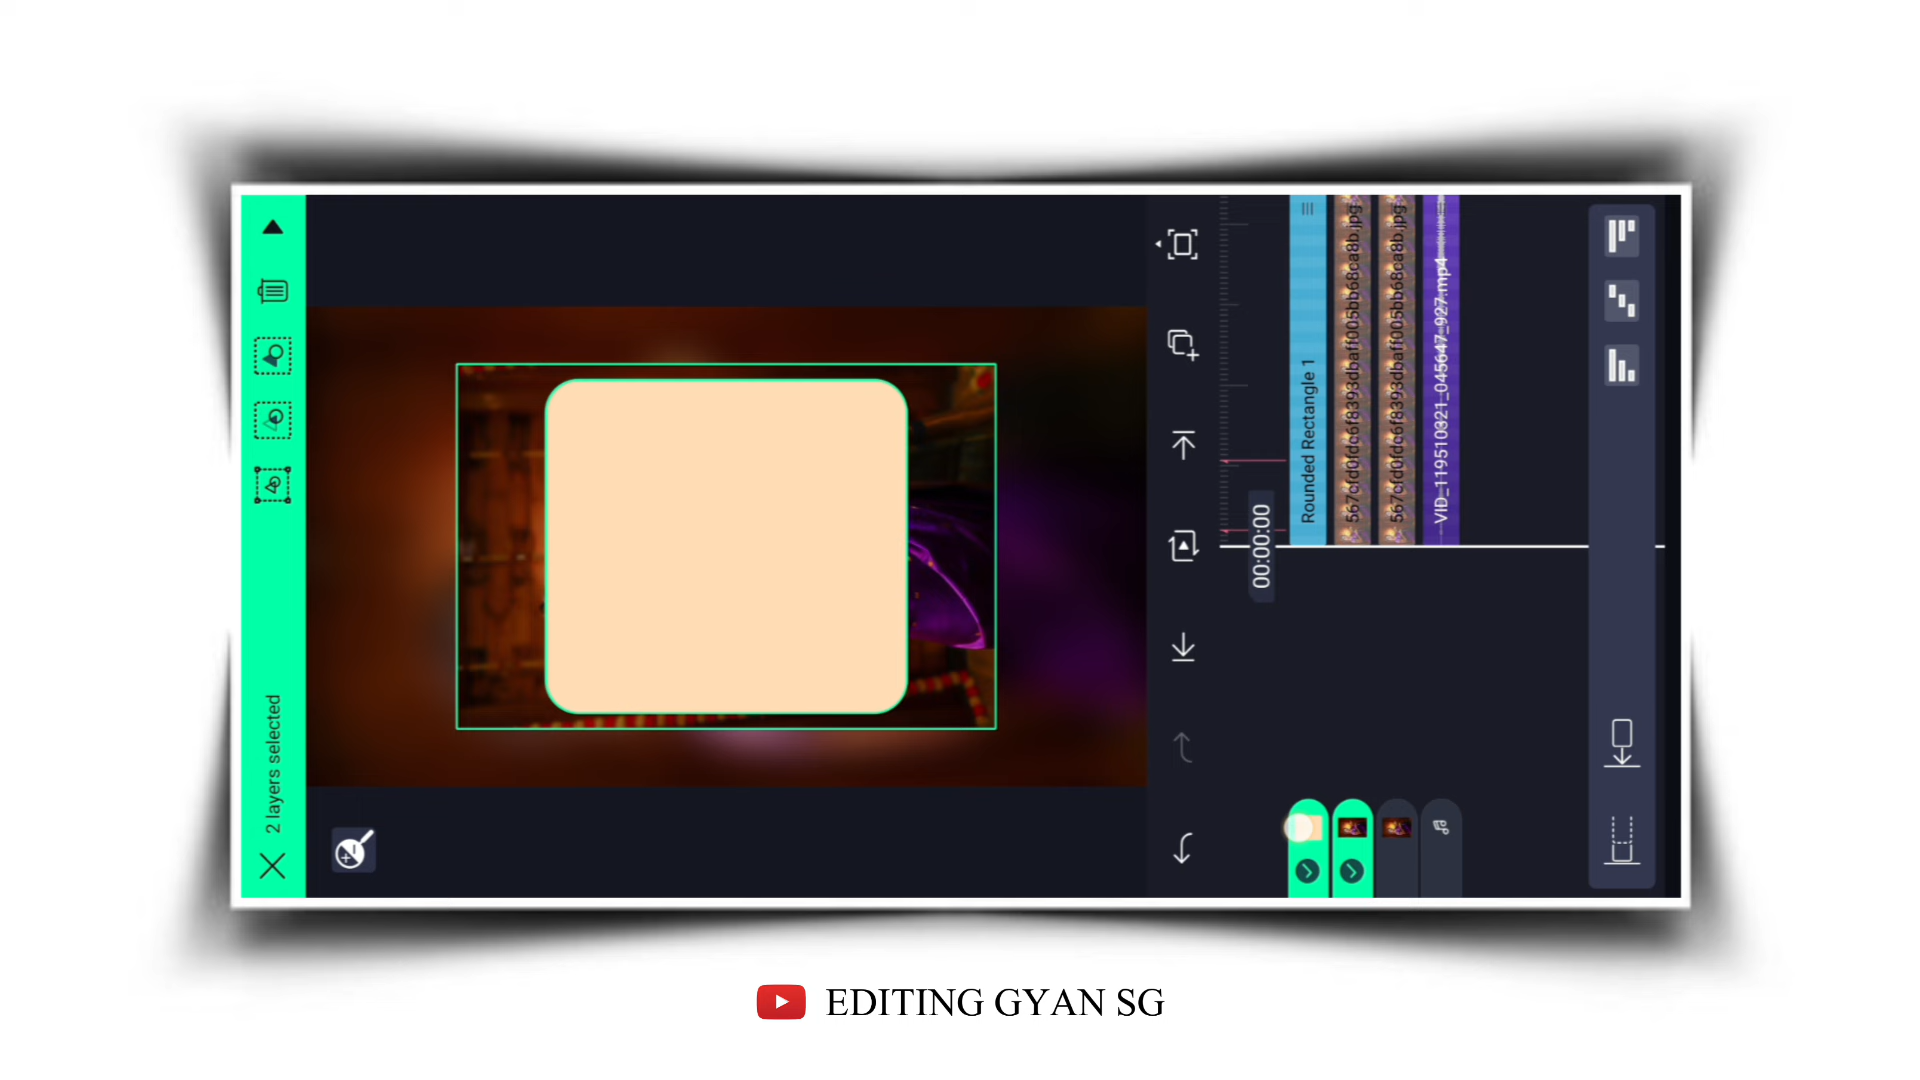 2 layers selected
00:00:00
Rounded Rectangle 1
567cfd0fdc6f8393dbaff005bb68ca8b.jpg
567cfd0fdc6f8393dbaff005bb68ca8b.jpg
VID_119510321_045647_927.mp4
EDITING GYAN SG